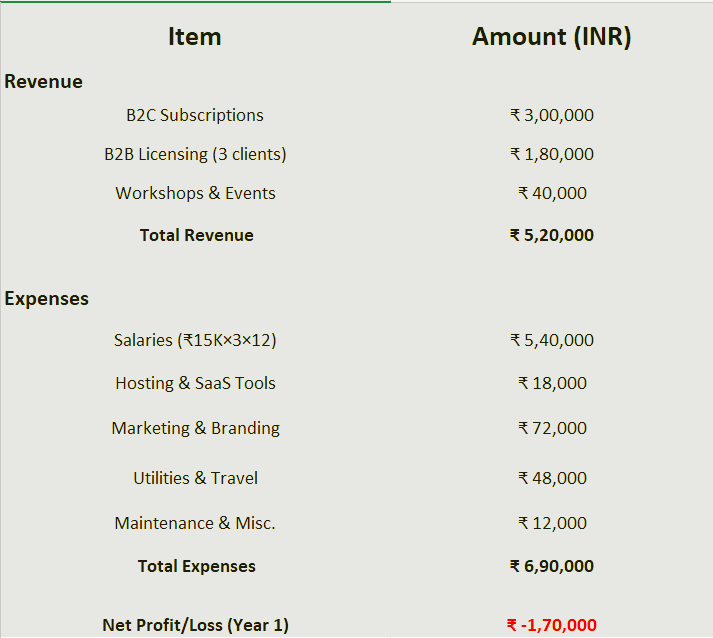 Item Amount (INR)
Revenue
B2C Subscriptions ₹ 3,00,000
B2B Licensing (3 clients) ₹ 1,80,000
Workshops & Events ₹ 40,000
Total Revenue ₹ 5,20,000
Expenses
Salaries (₹15K×3×12) ₹ 5,40,000
Hosting & SaaS Tools ₹ 18,000
Marketing & Branding ₹ 72,000
Utilities & Travel ₹ 48,000
Maintenance & Misc. ₹ 12,000
Total Expenses ₹ 6,90,000
Net Profit/Loss (Year 1) ₹ -1,70,000